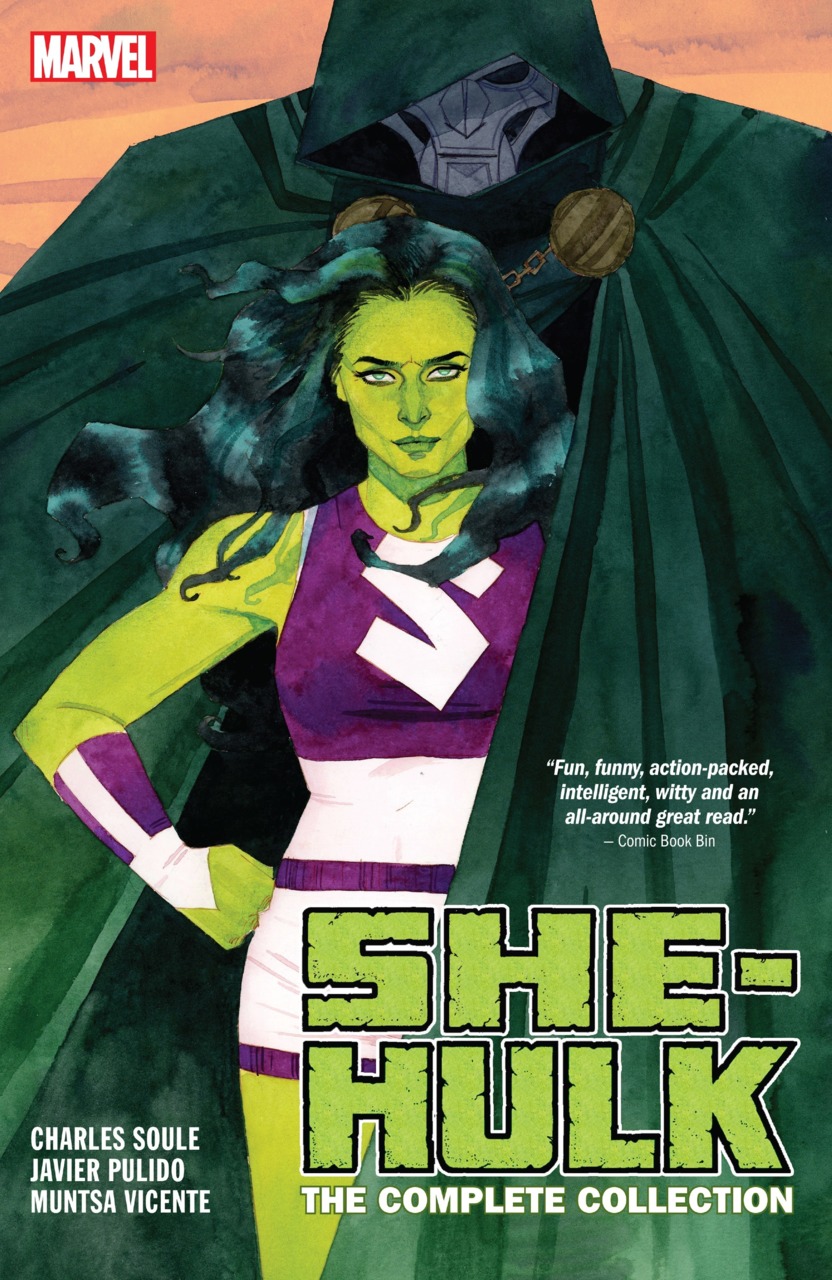 MARVEL
“Fun, funny, action-packed,
intelligent, witty and an
all-around great read.”
– Comic Book Bin
SHE-
HULK
THE COMPLETE COLLECTION
CHARLES SOULE
JAVIER PULIDO
MUNTSA VICENTE